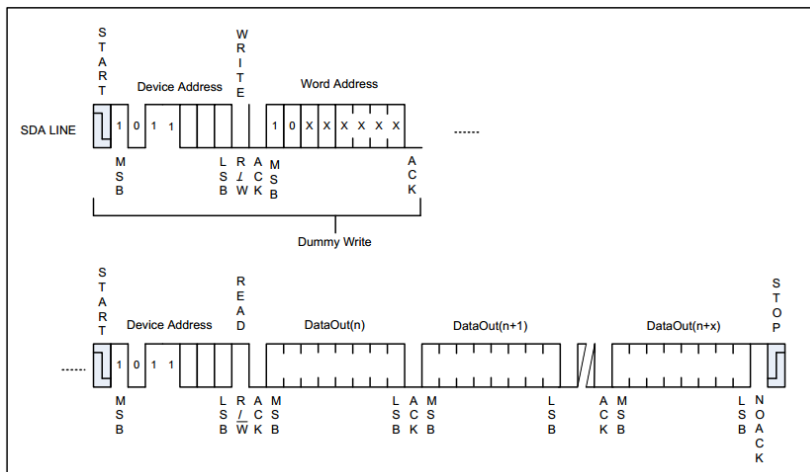 START
WRITE
Device Address
Word Address
SDA LINE
1 0 1 1
1 0 X X X X X X
......
MSB
LSB
R/W
ACK
MSB
ACK
Dummy Write
START
READ
STOP
Device Address
DataOut(n)
DataOut(n+1)
DataOut(n+x)
......
1 0 1 1
MSB
LSB
R/W
ACK
MSB
LSB
ACK
MSB
LSB
ACK
MSB
LSB
NOACK